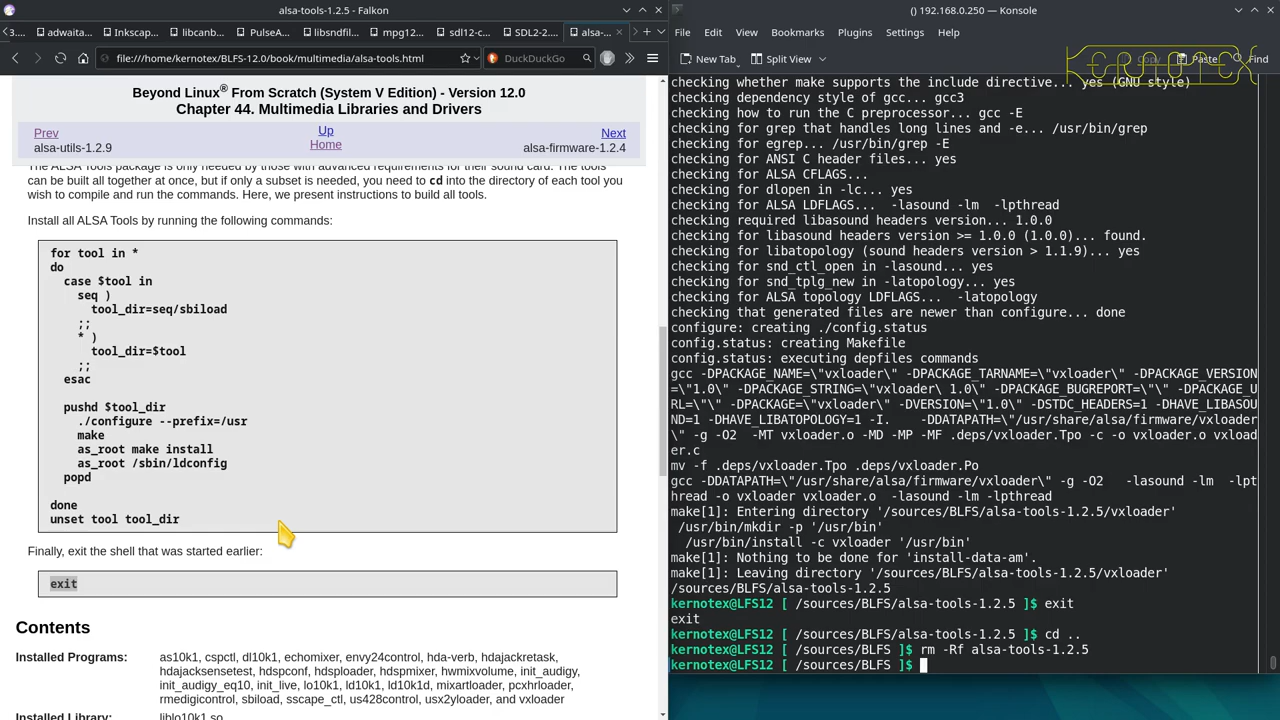 alsa-tools-1.2.5 - Falkon
3....
adwaita...
Inkscap...
libcanb...
PulseA...
libsndfil...
mpg12...
sdl12-c...
SDL2-2....
alsa-...
file:///home/kernotex/BLFS-12.0/book/multimedia/alsa-tools.html
DuckDuckGo
Beyond Linux® From Scratch (System V Edition) - Version 12.0
Chapter 44. Multimedia Libraries and Drivers
Prev
Up
Next
alsa-utils-1.2.9
Home
alsa-firmware-1.2.4
The ALSA Tools package is only needed by those with advanced requirements for their sound card. The tools
can be built all together at once, but if only a subset is needed, you need to cd into the directory of each tool you
wish to compile and run the commands. Here, we present instructions to build all tools.
Install all ALSA Tools by running the following commands:
for tool in *
do
  case $tool in
    seq )
      tool_dir=seq/sbiload
    ;;
    * )
      tool_dir=$tool
    ;;
  esac

  pushd $tool_dir
    ./configure --prefix=/usr
    make
    as_root make install
    as_root /sbin/ldconfig
  popd

done
unset tool tool_dir
Finally, exit the shell that was started earlier:
exit
Contents
Installed Programs:
as10k1, cspctl, dl10k1, echomixer, envy24control, hda-verb, hdajackretask,
hdajacksensetest, hdspconf, hdsploader, hdspmixer, hwmixvolume, init_audigy,
init_audigy_eq10, init_live, lo10k1, ld10k1, ld10k1d, mixartloader, pcxhrloader,
rmedigicontrol, sbiload, sscape_ctl, us428control, usx2yloader, and vxloader
Installed Library:
liblo10k1.so
() 192.168.0.250 — Konsole
File
Edit
View
Bookmarks
Plugins
Settings
Help
New Tab
Split View
Copy
Paste
Find
KERNOTEX
checking whether make supports the include directive... yes (GNU style)
checking dependency style of gcc... gcc3
checking how to run the C preprocessor... gcc -E
checking for grep that handles long lines and -e... /usr/bin/grep
checking for egrep... /usr/bin/grep -E
checking for ANSI C header files... yes
checking for ALSA CFLAGS...
checking for dlopen in -lc... yes
checking for ALSA LDFLAGS...  -lasound -lm  -lpthread
checking required libasound headers version... 1.0.0
checking for libasound headers version >= 1.0.0 (1.0.0)... found.
checking for libatopology (sound headers version > 1.1.9)... yes
checking for snd_ctl_open in -lasound... yes
checking for snd_tplg_new in -latopology... yes
checking for ALSA topology LDFLAGS...  -latopology
checking that generated files are newer than configure... done
configure: creating ./config.status
config.status: creating Makefile
config.status: executing depfiles commands
gcc -DPACKAGE_NAME=\"vxloader\" -DPACKAGE_TARNAME=\"vxloader\" -DPACKAGE_VERSION
=\"1.0\" -DPACKAGE_STRING=\"vxloader\ 1.0\" -DPACKAGE_BUGREPORT=\"\" -DPACKAGE_U
RL=\"\" -DPACKAGE=\"vxloader\" -DVERSION=\"1.0\" -DSTDC_HEADERS=1 -DHAVE_LIBASOU
ND=1 -DHAVE_LIBATOPOLOGY=1 -I.    -DDATAPATH=\"/usr/share/alsa/firmware/vxloader
\" -g -O2  -MT vxloader.o -MD -MP -MF .deps/vxloader.Tpo -c -o vxloader.o vxload
er.c
mv -f .deps/vxloader.Tpo .deps/vxloader.Po
gcc -DDATAPATH=\"/usr/share/alsa/firmware/vxloader\" -g -O2   -lasound -lm  -lpt
hread -o vxloader vxloader.o  -lasound -lm -lpthread
make[1]: Entering directory '/sources/BLFS/alsa-tools-1.2.5/vxloader'
 /usr/bin/mkdir -p '/usr/bin'
  /usr/bin/install -c vxloader '/usr/bin'
make[1]: Nothing to be done for 'install-data-am'.
make[1]: Leaving directory '/sources/BLFS/alsa-tools-1.2.5/vxloader'
/sources/BLFS/alsa-tools-1.2.5
kernotex@LFS12 [ /sources/BLFS/alsa-tools-1.2.5 ]$ exit
exit
kernotex@LFS12 [ /sources/BLFS/alsa-tools-1.2.5 ]$ cd ..
kernotex@LFS12 [ /sources/BLFS ]$ rm -Rf alsa-tools-1.2.5
kernotex@LFS12 [ /sources/BLFS ]$